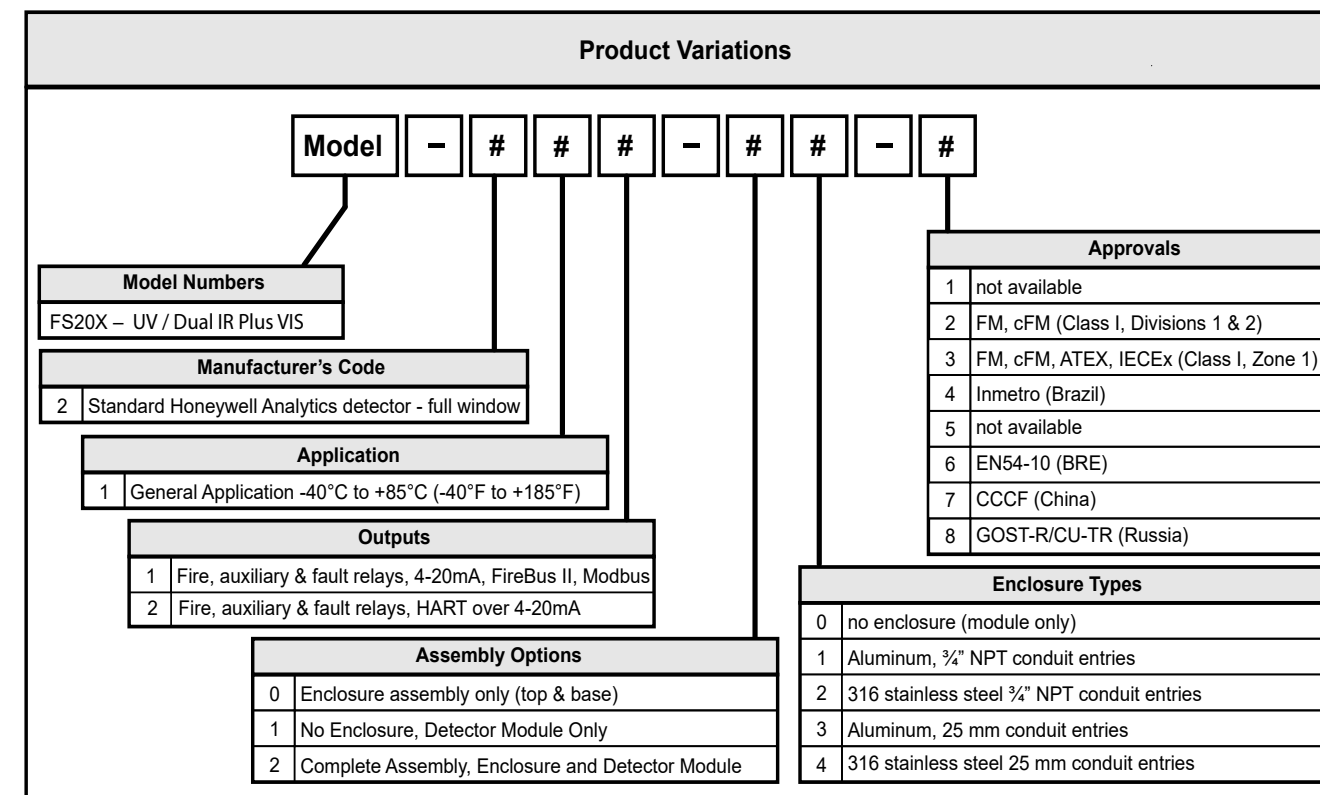 Product Variations
Model – # # # – # # – #
Model Numbers
FS20X – UV / Dual IR Plus VIS
Manufacturer's Code
2 Standard Honeywell Analytics detector - full window
Application
1 General Application -40°C to +85°C (-40°F to +185°F)
Outputs
1 Fire, auxiliary & fault relays, 4-20mA, FireBus II, Modbus
2 Fire, auxiliary & fault relays, HART over 4-20mA
Assembly Options
0 Enclosure assembly only (top & base)
1 No Enclosure, Detector Module Only
2 Complete Assembly, Enclosure and Detector Module
Approvals
1 not available
2 FM, cFM (Class I, Divisions 1 & 2)
3 FM, cFM, ATEX, IECEx (Class I, Zone 1)
4 Inmetro (Brazil)
5 not available
6 EN54-10 (BRE)
7 CCCF (China)
8 GOST-R/CU-TR (Russia)
Enclosure Types
0 no enclosure (module only)
1 Aluminum, ¾” NPT conduit entries
2 316 stainless steel ¾” NPT conduit entries
3 Aluminum, 25 mm conduit entries
4 316 stainless steel 25 mm conduit entries